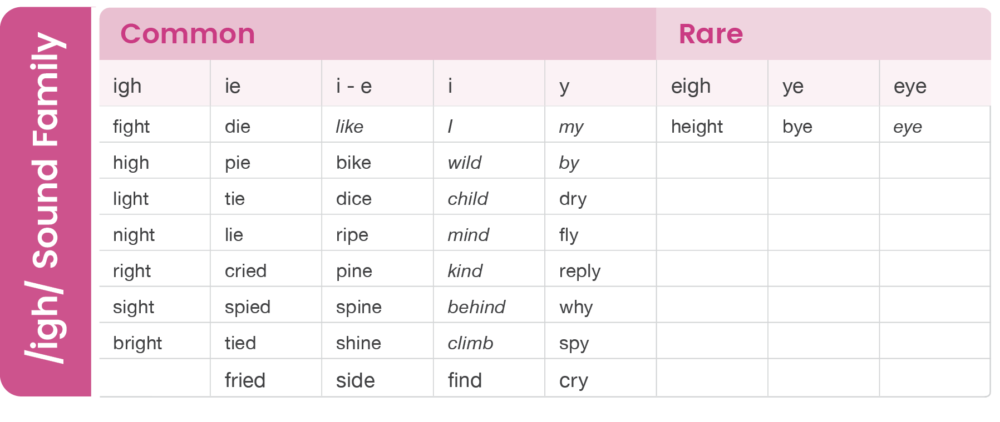 /igh/ Sound Family
Common Rare
igh ie i - e i y eigh ye eye
fight die like I my height bye eye
high pie bike wild by
light tie dice child dry
night lie ripe mind fly
right cried pine kind reply
sight spied spine behind why
bright tied shine climb spy
fried side find cry